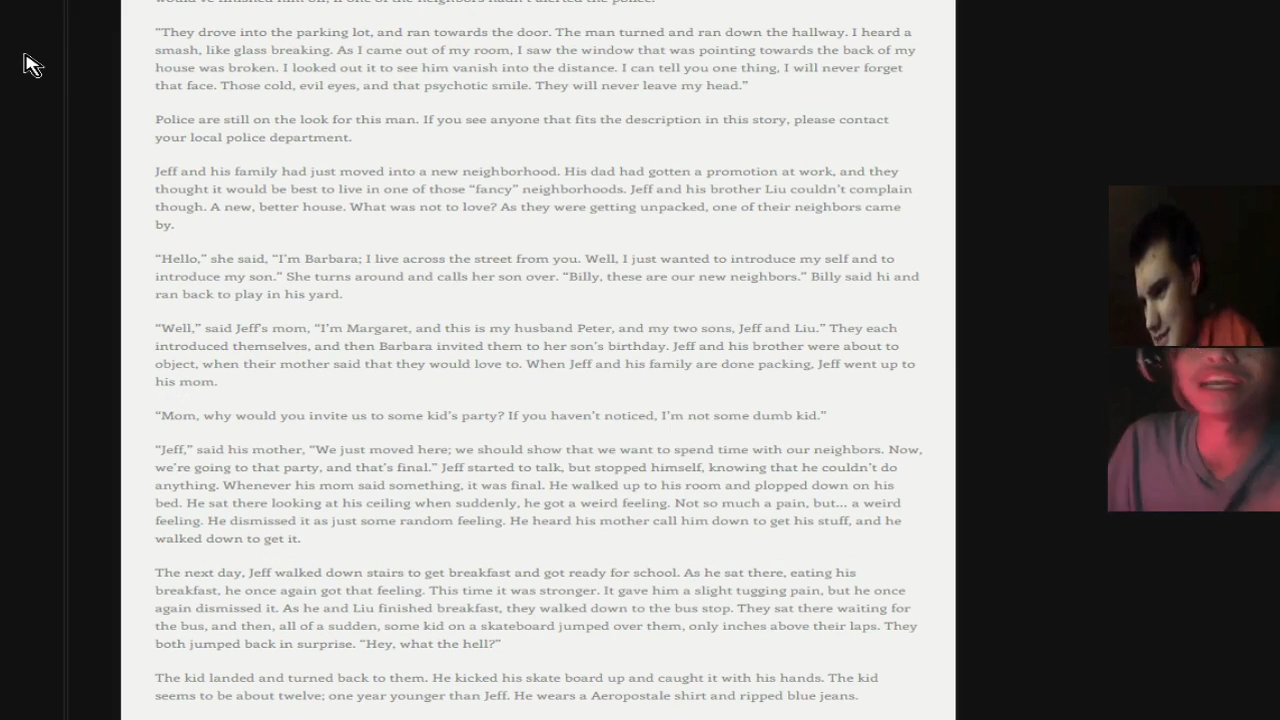 would've finished him off, if one of the neighbors hadn't alerted the police."
"They drove into the parking lot, and ran towards the door. The man turned and ran down the hallway. I heard a
smash, like glass breaking. As I came out of my room, I saw the window that was pointing towards the back of my
house was broken. I looked out it to see him vanish into the distance. I can tell you one thing, I will never forget
that face. Those cold, evil eyes, and that psychotic smile. They will never leave my head."
Police are still on the look for this man. If you see anyone that fits the description in this story, please contact
your local police department.
Jeff and his family had just moved into a new neighborhood. His dad had gotten a promotion at work, and they
thought it would be best to live in one of those "fancy" neighborhoods. Jeff and his brother Liu couldn't complain
though. A new, better house. What was not to love? As they were getting unpacked, one of their neighbors came
by.
"Hello," she said, "I'm Barbara; I live across the street from you. Well, I just wanted to introduce my self and to
introduce my son." She turns around and calls her son over. "Billy, these are our new neighbors." Billy said hi and
ran back to play in his yard.
"Well," said Jeff's mom, "I'm Margaret, and this is my husband Peter, and my two sons, Jeff and Liu." They each
introduced themselves, and then Barbara invited them to her son's birthday. Jeff and his brother were about to
object, when their mother said that they would love to. When Jeff and his family are done packing, Jeff went up to
his mom.
"Mom, why would you invite us to some kid's party? If you haven't noticed, I'm not some dumb kid."
"Jeff," said his mother, "We just moved here; we should show that we want to spend time with our neighbors. Now,
we're going to that party, and that's final." Jeff started to talk, but stopped himself, knowing that he couldn't do
anything. Whenever his mom said something, it was final. He walked up to his room and plopped down on his
bed. He sat there looking at his ceiling when suddenly, he got a weird feeling. Not so much a pain, but... a weird
feeling. He dismissed it as just some random feeling. He heard his mother call him down to get his stuff, and he
walked down to get it.
The next day, Jeff walked down stairs to get breakfast and got ready for school. As he sat there, eating his
breakfast, he once again got that feeling. This time it was stronger. It gave him a slight tugging pain, but he once
again dismissed it. As he and Liu finished breakfast, they walked down to the bus stop. They sat there waiting for
the bus, and then, all of a sudden, some kid on a skateboard jumped over them, only inches above their laps. They
both jumped back in surprise. "Hey, what the hell?"
The kid landed and turned back to them. He kicked his skate board up and caught it with his hands. The kid
seems to be about twelve; one year younger than Jeff. He wears a Aeropostale shirt and ripped blue jeans.